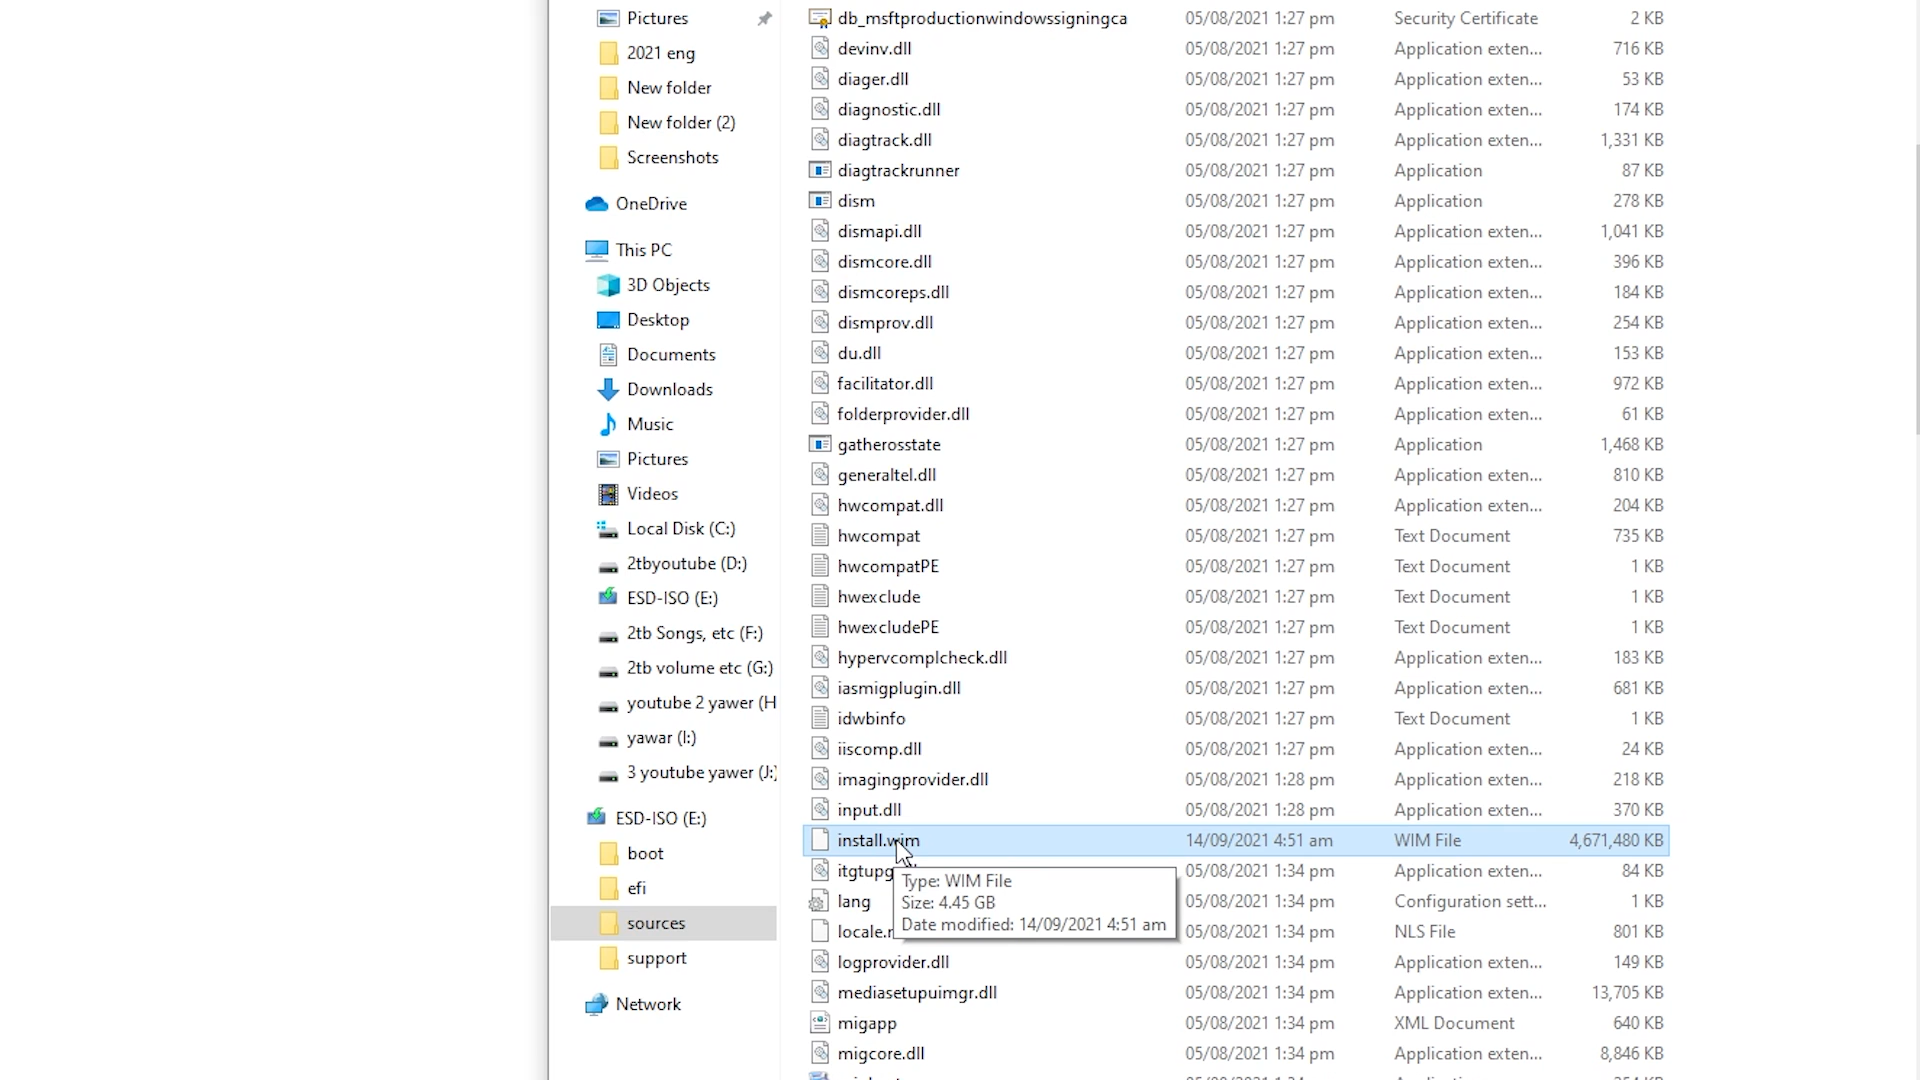 Pictures
2021 eng
New folder
New folder (2)
Screenshots
OneDrive
This PC
3D Objects
Desktop
Documents
Downloads
Music
Pictures
Videos
Local Disk (C:)
2tbyoutube (D:)
ESD-ISO (E:)
2tb Songs, etc (F:)
2tb volume etc (G:)
youtube 2 yawer (H
yawar (I:)
3 youtube yawer (J:)
ESD-ISO (E:)
boot
efi
sources
support
Network
db_msftproductionwindowssigningca 05/08/2021 1:27 pm Security Certificate 2 KB
devinv.dll 05/08/2021 1:27 pm Application exten... 716 KB
diager.dll 05/08/2021 1:27 pm Application exten... 53 KB
diagnostic.dll 05/08/2021 1:27 pm Application exten... 174 KB
diagtrack.dll 05/08/2021 1:27 pm Application exten... 1,331 KB
diagtrackrunner 05/08/2021 1:27 pm Application 87 KB
dism 05/08/2021 1:27 pm Application 278 KB
dismapi.dll 05/08/2021 1:27 pm Application exten... 1,041 KB
dismcore.dll 05/08/2021 1:27 pm Application exten... 396 KB
dismcoreps.dll 05/08/2021 1:27 pm Application exten... 184 KB
dismprov.dll 05/08/2021 1:27 pm Application exten... 254 KB
du.dll 05/08/2021 1:27 pm Application exten... 153 KB
facilitator.dll 05/08/2021 1:27 pm Application exten... 972 KB
folderprovider.dll 05/08/2021 1:27 pm Application exten... 61 KB
gatherosstate 05/08/2021 1:27 pm Application 1,468 KB
generaltel.dll 05/08/2021 1:27 pm Application exten... 810 KB
hwcompat.dll 05/08/2021 1:27 pm Application exten... 204 KB
hwcompat 05/08/2021 1:27 pm Text Document 735 KB
hwcompatPE 05/08/2021 1:27 pm Text Document 1 KB
hwexclude 05/08/2021 1:27 pm Text Document 1 KB
hwexcludePE 05/08/2021 1:27 pm Text Document 1 KB
hypervcomplcheck.dll 05/08/2021 1:27 pm Application exten... 183 KB
iasmigplugin.dll 05/08/2021 1:27 pm Application exten... 681 KB
idwbinfo 05/08/2021 1:27 pm Text Document 1 KB
iiscomp.dll 05/08/2021 1:27 pm Application exten... 24 KB
imagingprovider.dll 05/08/2021 1:28 pm Application exten... 218 KB
input.dll 05/08/2021 1:28 pm Application exten... 370 KB
install.wim 14/09/2021 4:51 am WIM File 4,671,480 KB
itgtupg 05/08/2021 1:34 pm Application exten... 84 KB
lang 05/08/2021 1:34 pm Configuration sett... 1 KB
locale. 05/08/2021 1:34 pm NLS File 801 KB
logprovider.dll 05/08/2021 1:34 pm Application exten... 149 KB
mediasetupuimgr.dll 05/08/2021 1:34 pm Application exten... 13,705 KB
migapp 05/08/2021 1:34 pm XML Document 640 KB
migcore.dll 05/08/2021 1:34 pm Application exten... 8,846 KB
Type: WIM File
Size: 4.45 GB
Date modified: 14/09/2021 4:51 am